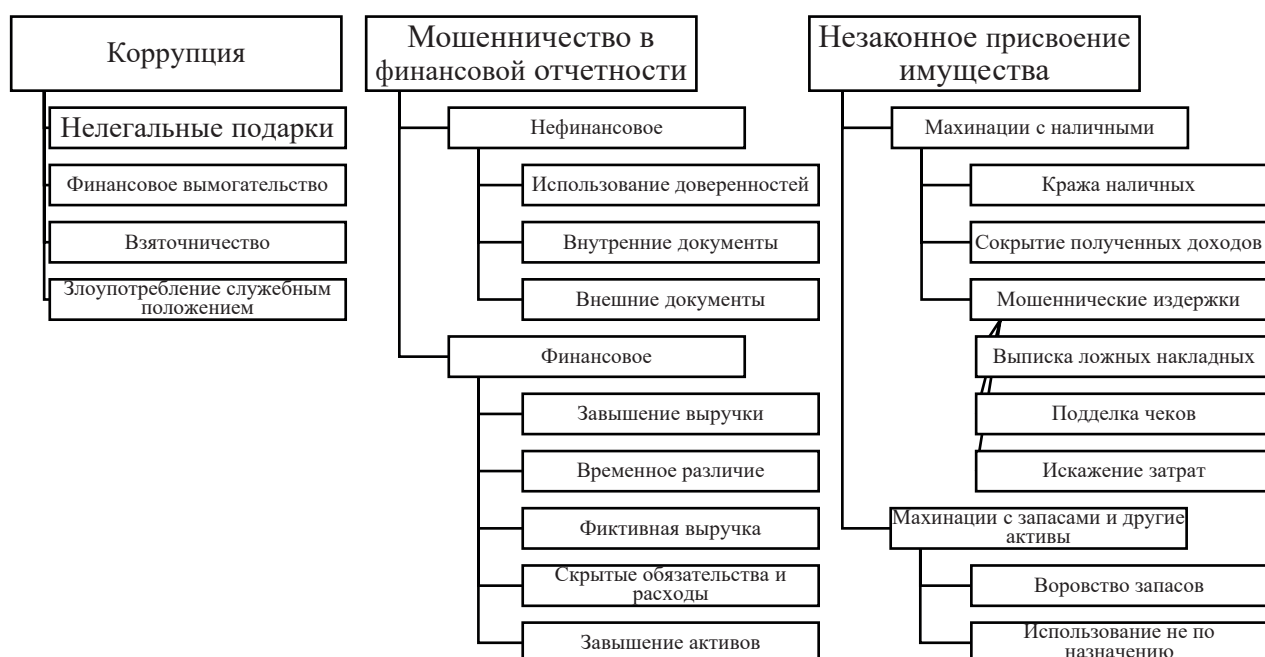 Коррупция
Нелегальные подарки
Финансовое вымогательство
Взяточничество
Злоупотребление служебным
положением
Мошенничество в
финансовой отчетности
Нефинансовое
Использование доверенностей
Внутренние документы
Внешние документы
Финансовое
Завышение выручки
Временное различие
Фиктивная выручка
Скрытые обязательства и
расходы
Завышение активов
Незаконное присвоение
имущества
Махинации с наличными
Кража наличных
Сокрытие полученных доходов
Мошеннические издержки
Выписка ложных накладных
Подделка чеков
Искажение затрат
Махинации с запасами и другие
активы
Воровство запасов
Использование не по
назначению